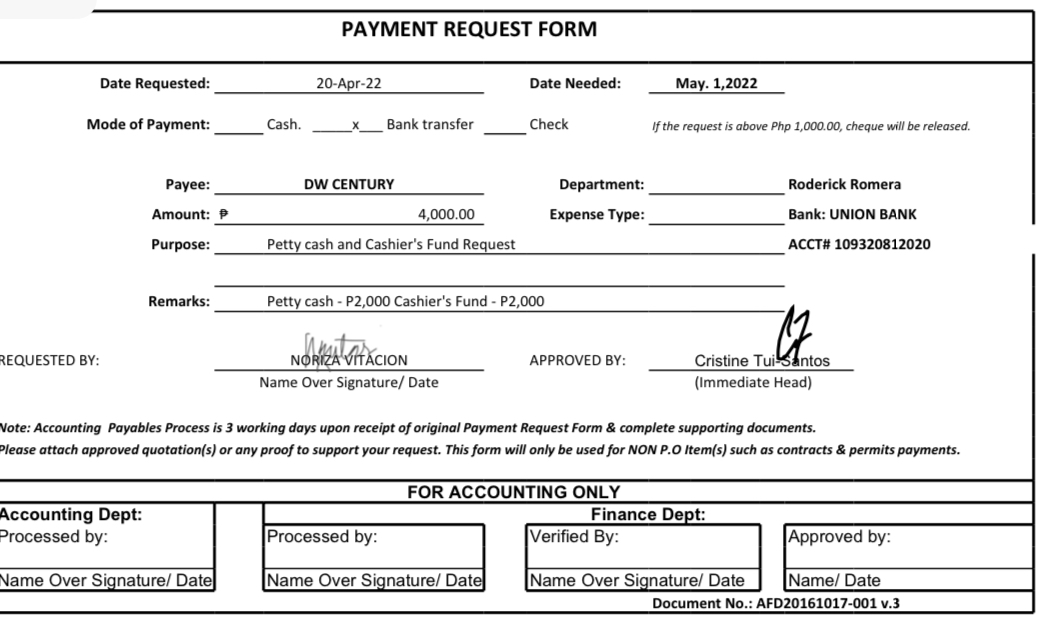 PAYMENT REQUEST FORM
Date Requested: 20-Apr-22 Date Needed: May. 1,2022
Mode of Payment: ______ Cash. _____x___ Bank transfer _____ Check If the request is above Php 1,000.00, cheque will be released.
Payee: DW CENTURY Department: Roderick Romera
Amount: ₱ 4,000.00 Expense Type: Bank: UNION BANK
Purpose: Petty cash and Cashier's Fund Request ACCT# 109320812020
Remarks: Petty cash - P2,000 Cashier's Fund - P2,000
REQUESTED BY: NORIZA VITACION APPROVED BY: Cristine Tui-Santos
Name Over Signature/ Date (Immediate Head)
Note: Accounting Payables Process is 3 working days upon receipt of original Payment Request Form & complete supporting documents.
Please attach approved quotation(s) or any proof to support your request. This form will only be used for NON P.O Item(s) such as contracts & permits payments.
FOR ACCOUNTING ONLY
Accounting Dept: Finance Dept:
Processed by: Processed by: Verified By: Approved by:
Name Over Signature/ Date Name Over Signature/ Date Name Over Signature/ Date Name/ Date
Document No.: AFD20161017-001 v.3